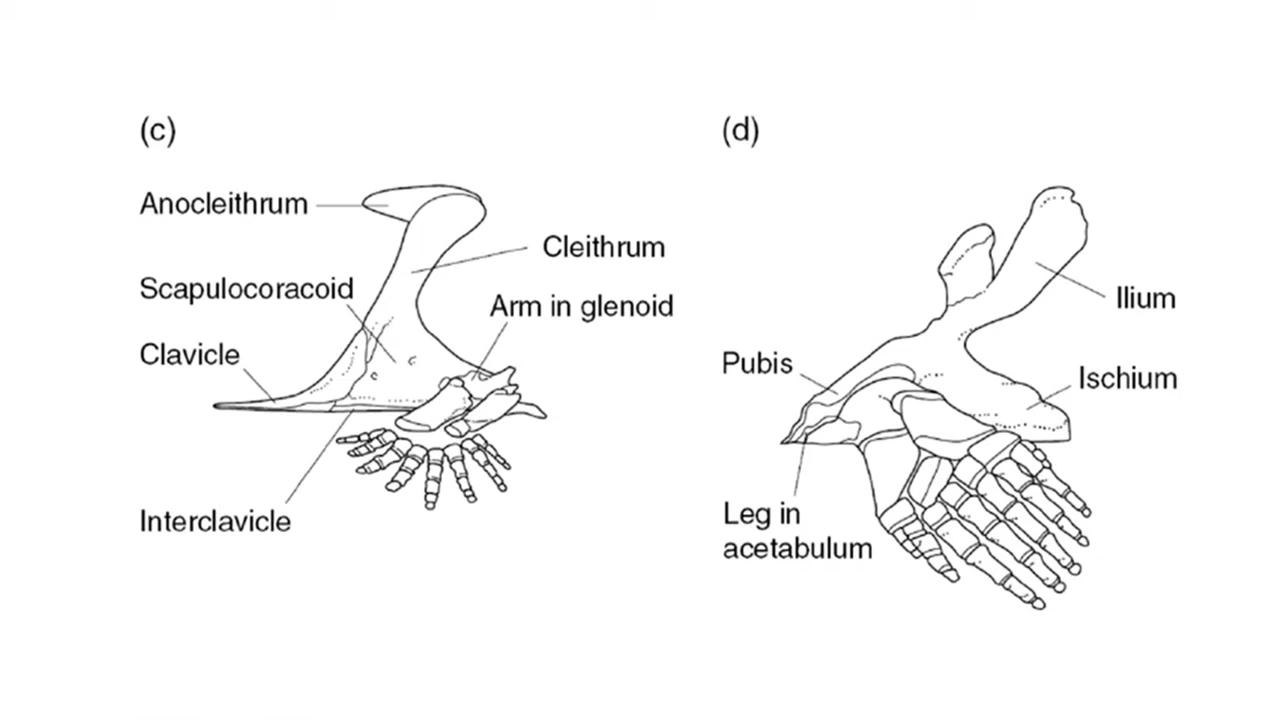 (c)
Anocleithrum
Cleithrum
Scapulocoracoid
Arm in glenoid
Clavicle
Interclavicle
(d)
Ilium
Pubis
Ischium
Leg in
acetabulum